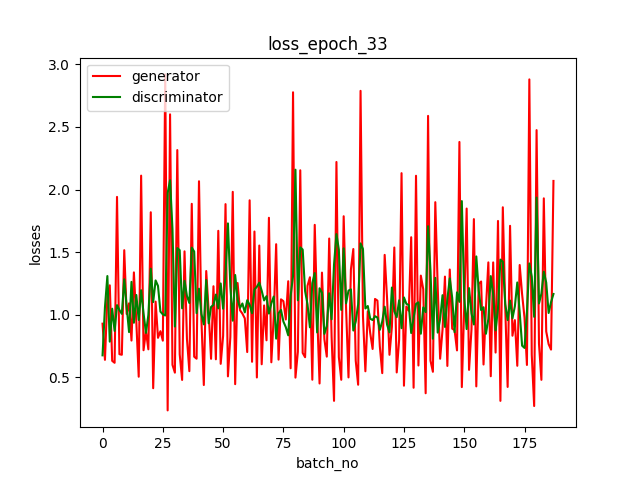 loss_epoch_33
generator
discriminator
losses
3.0
2.5
2.0
1.5
1.0
0.5
0 25 50 75 100 125 150 175
batch_no